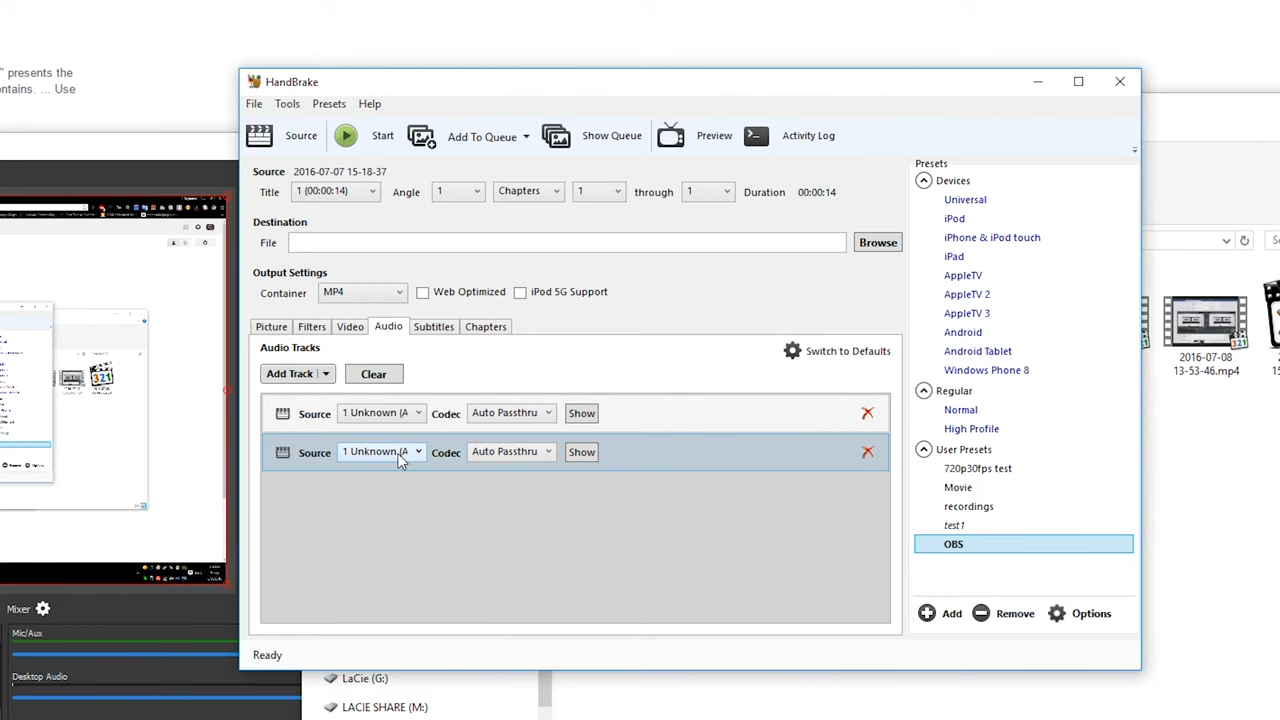 " presents the
ontains. ... Use
HandBrake
File Tools Presets Help
Source Start Add To Queue Show Queue Preview Activity Log
Source 2016-07-07 15-18-37
Title 1 (00:00:14) Angle 1 Chapters 1 through 1 Duration 00:00:14
Destination
File Browse
Output Settings
Container MP4 Web Optimized iPod 5G Support
Picture Filters Video Audio Subtitles Chapters
Audio Tracks
Switch to Defaults
Add Track Clear
Source 1 Unknown (A Codec Auto Passthru Show
Source 1 Unknown (A Codec Auto Passthru Show
Ready
Presets
Devices
Universal
iPod
iPhone & iPod touch
iPad
AppleTV
AppleTV 2
AppleTV 3
Android
Android Tablet
Windows Phone 8
Regular
Normal
High Profile
User Presets
720p30fps test
Movie
recordings
test1
OBS
Add Remove Options
Se
321
2016-07-08
13-53-46.mp4
321
Mixer
Mic/Aux
Desktop Audio
LaCie (G:)
LACIE SHARE (M:)